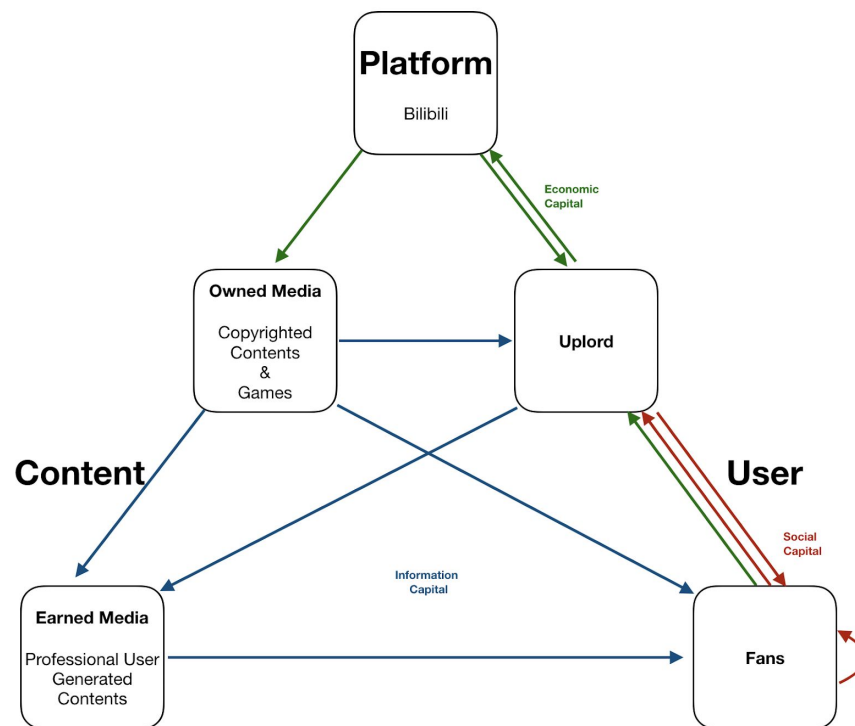 Platform
Bilibili
Economic
Capital
Owned Media
Copyrighted
Contents
&
Games
Uplord
Content
User
Social
Capital
Information
Capital
Earned Media
Professional User
Generated
Contents
Fans